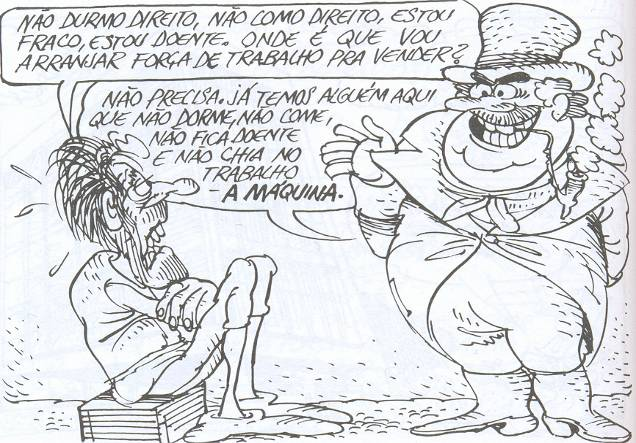 NÃO DURMO DIREITO, NÃO COMO DIREITO, ESTOU
FRACO, ESTOU DOENTE. ONDE É QUE VOU
ARRANJAR FORÇA DE TRABALHO PRA VENDER?
NÃO PRECISA. JÁ TEMOS ALGUÉM AQUI
QUE NÃO DORME, NÃO COME,
NÃO FICA DOENTE
E NÃO CHIA NO
TRABALHO
- A MÁQUINA.